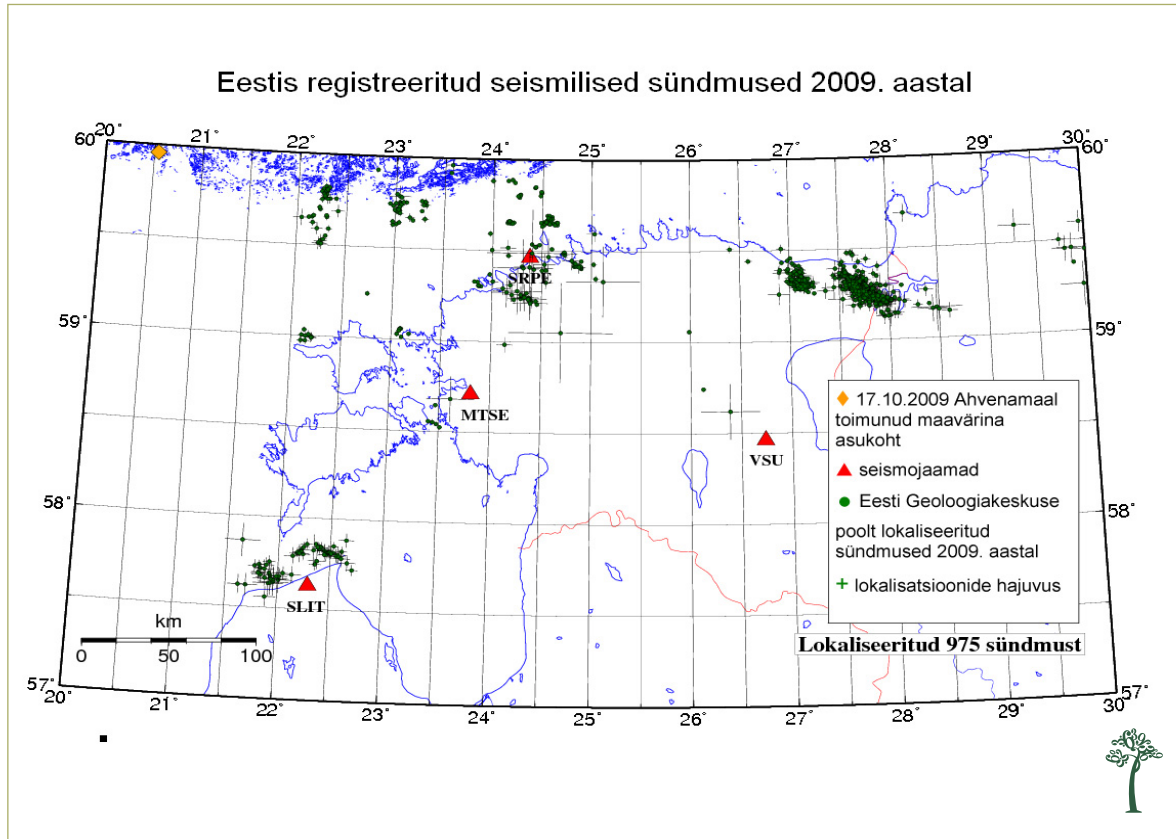 Eestis registreeritud seismilised sündmused 2009. aastal
20° 21° 22° 23° 24° 25° 26° 27° 28° 29° 30°
60° 60°
SRPE
59° 59°
MTSE
VSU
58° 58°
SLIT
17.10.2009 Ahvenamaal
toimunud maavärina
asukoht
seismojaamad
Eesti Geoloogiakeskuse
poolt lokaliseeritud
sündmused 2009. aastal
lokalisatsioonide hajuvus
Lokaliseeritud 975 sündmust
km
0 50 100
57° 57°
20° 21° 22° 23° 24° 25° 26° 27° 28° 29° 30°